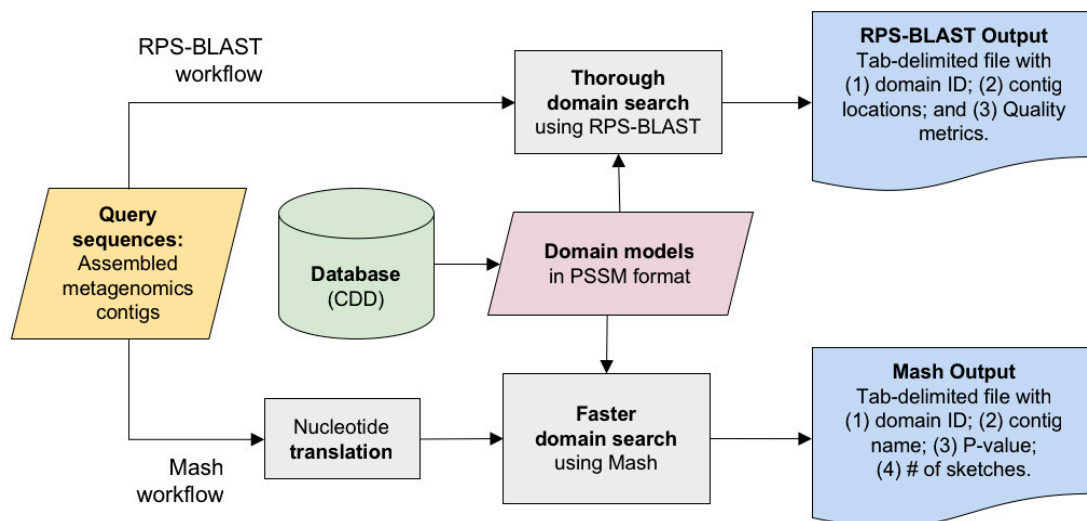 RPS-BLAST
workflow
Thorough
domain search
using RPS-BLAST
RPS-BLAST Output
Tab-delimited file with
(1) domain ID; (2) contig
locations; and (3) Quality
metrics.
Query
sequences:
Assembled
metagenomics
contigs
Database
(CDD)
Domain models
in PSSM format
Mash
workflow
Nucleotide
translation
Faster
domain search
using Mash
Mash Output
Tab-delimited file with
(1) domain ID; (2) contig
name; (3) P-value;
(4) # of sketches.